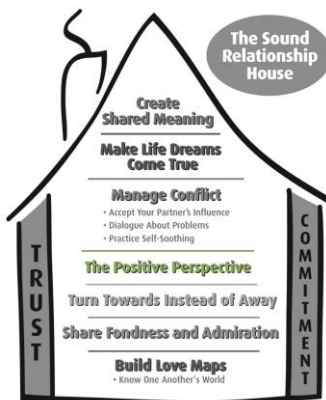 The Sound
Relationship
House
Create
Shared Meaning
Make Life Dreams
Come True
Manage Conflict
• Accept Your Partner's Influence
• Dialogue About Problems
• Practice Self-Soothing
The Positive Perspective
Turn Towards Instead of Away
Share Fondness and Admiration
Build Love Maps
• Know One Another's World
TRUST
COMMITMENT